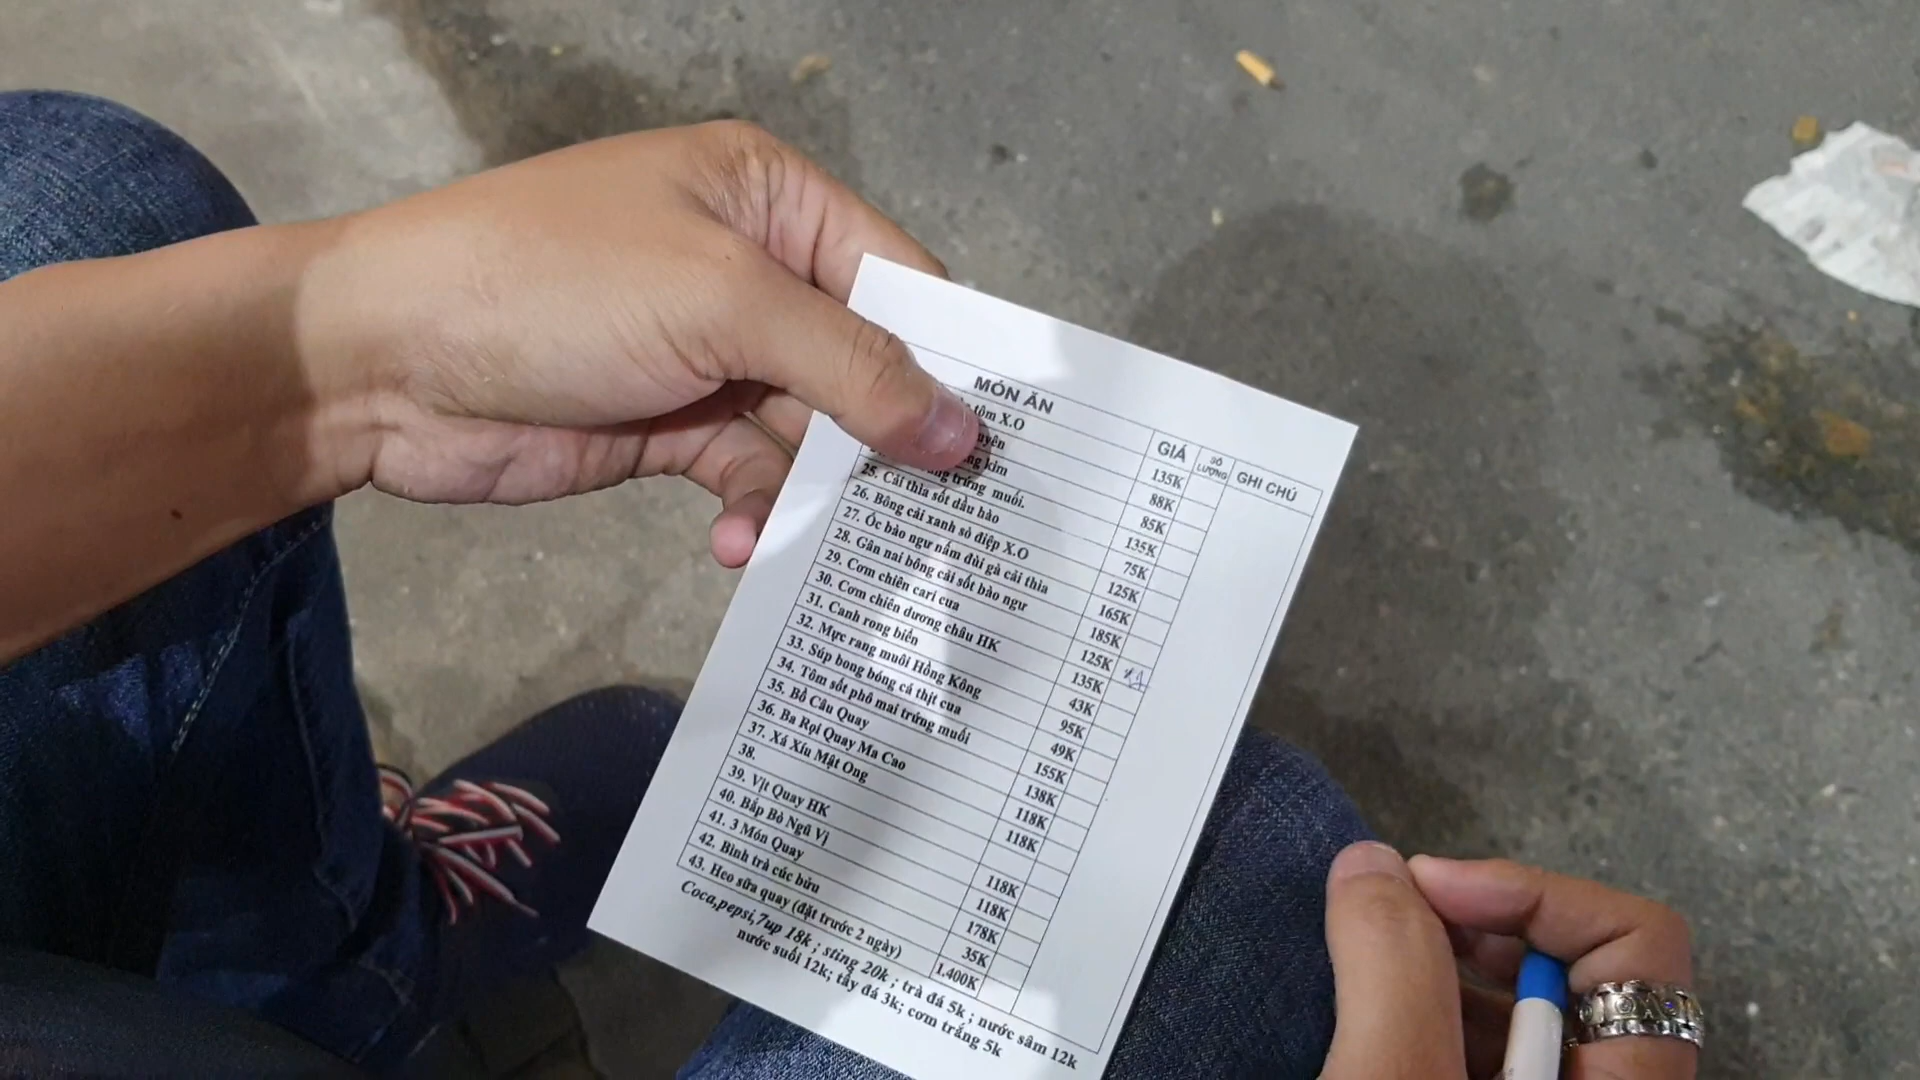 MÓN ĂN GIÁ SỐ LƯỢNG GHI CHÚ
tôm X.O 135K
88K
kim 85K
trứng muối. 135K
25. Cải thìa sốt dầu hào 75K
26. Bông cải xanh sò điệp X.O 125K
27. Ốc bào ngư nấm đùi gà cải thìa 165K
28. Gân nai bông cải sốt bào ngư 185K
29. Cơm chiên cari cua 125K x1
30. Cơm chiên dương châu HK 135K
31. Canh rong biển 43K
32. Mực rang muối Hồng Kông 95K
33. Súp bong bóng cá thịt cua 49K
34. Tôm sốt phô mai trứng muối 155K
35. Bồ Câu Quay 138K
36. Ba Rọi Quay Ma Cao 118K
37. Xá Xíu Mật Ong 118K
38.
39. Vịt Quay HK 118K
40. Bắp Bò Ngũ Vị 118K
41. 3 Món Quay 178K
42. Bình trà cúc bửu 35K
43. Heo sữa quay (đặt trước 2 ngày) 1.400K
Coca,pepsi,7up 18k ; sting 20k ; trà đá 5k ; nước sâm 12k
nước suối 12k; tẩy đá 3k; cơm trắng 5k